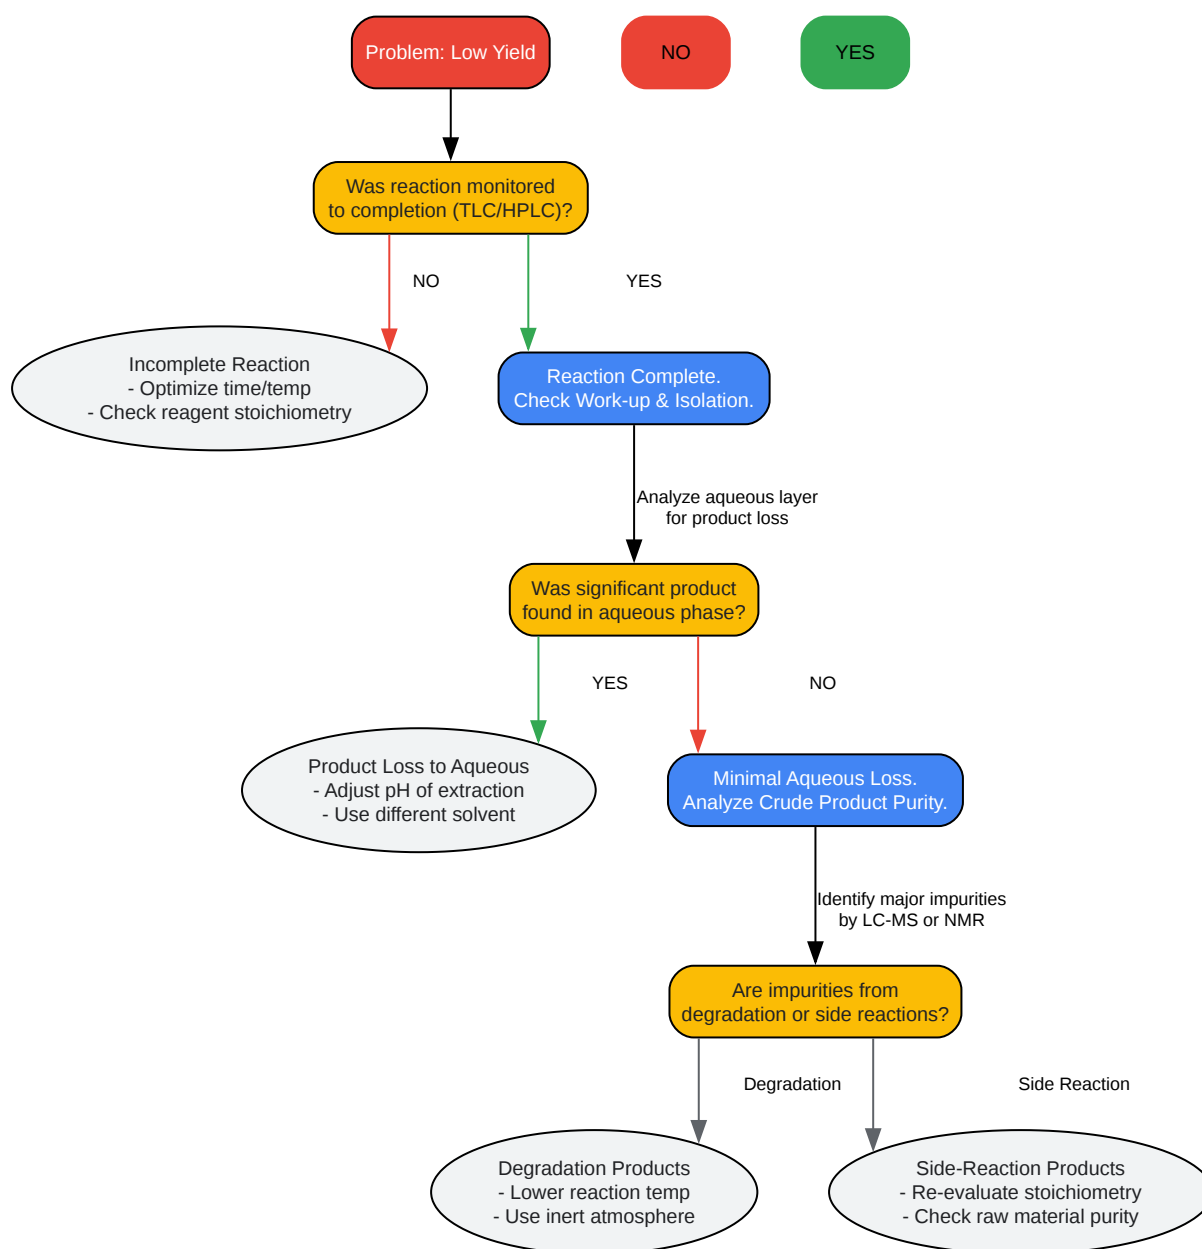 Problem: Low Yield
NO
YES
Was reaction monitored
to completion (TLC/HPLC)?
NO
YES
Incomplete Reaction
- Optimize time/temp
- Check reagent stoichiometry
Reaction Complete.
Check Work-up & Isolation.
Analyze aqueous layer
for product loss
Was significant product
found in aqueous phase?
YES
NO
Product Loss to Aqueous
- Adjust pH of extraction
- Use different solvent
Minimal Aqueous Loss.
Analyze Crude Product Purity.
Identify major impurities
by LC-MS or NMR
Are impurities from
degradation or side reactions?
Degradation
Side Reaction
Degradation Products
- Lower reaction temp
- Use inert atmosphere
Side-Reaction Products
- Re-evaluate stoichiometry
- Check raw material purity